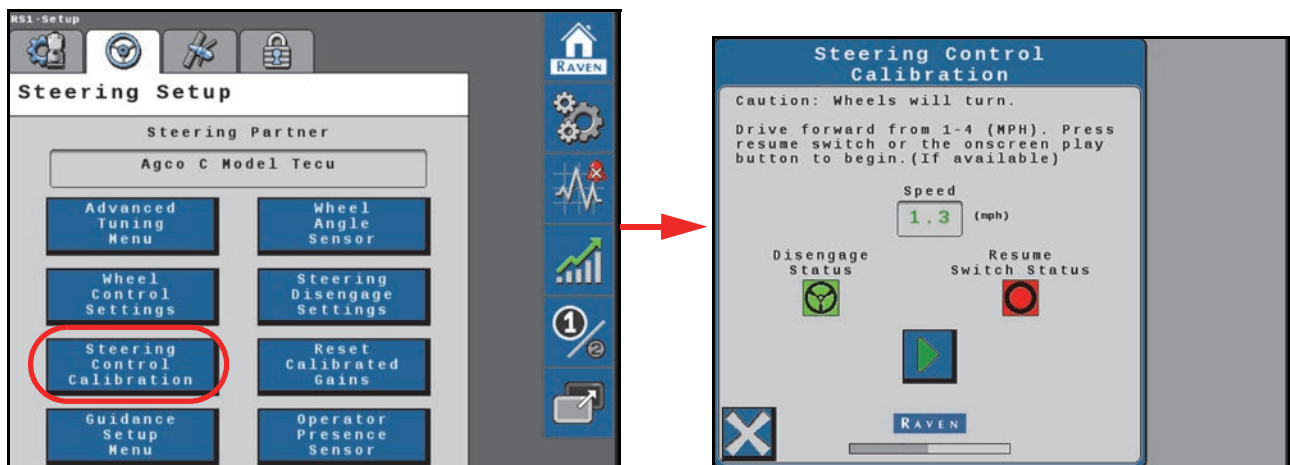 RS1-Setup
Steering Setup
Steering Partner
Agco C Model Tecu
Advanced
Tuning
Menu
Wheel
Angle
Sensor
Wheel
Control
Settings
Steering
Disengage
Settings
Steering
Control
Calibration
Reset
Calibrated
Gains
Guidance
Setup
Menu
Operator
Presence
Sensor
RAVEN
1/2
Steering Control
Calibration
Caution: Wheels will turn.
Drive forward from 1-4 (MPH). Press
resume switch or the onscreen play
button to begin.(If available)
Speed
1.3 (mph)
Disengage
Status
Resume
Switch Status
RAVEN